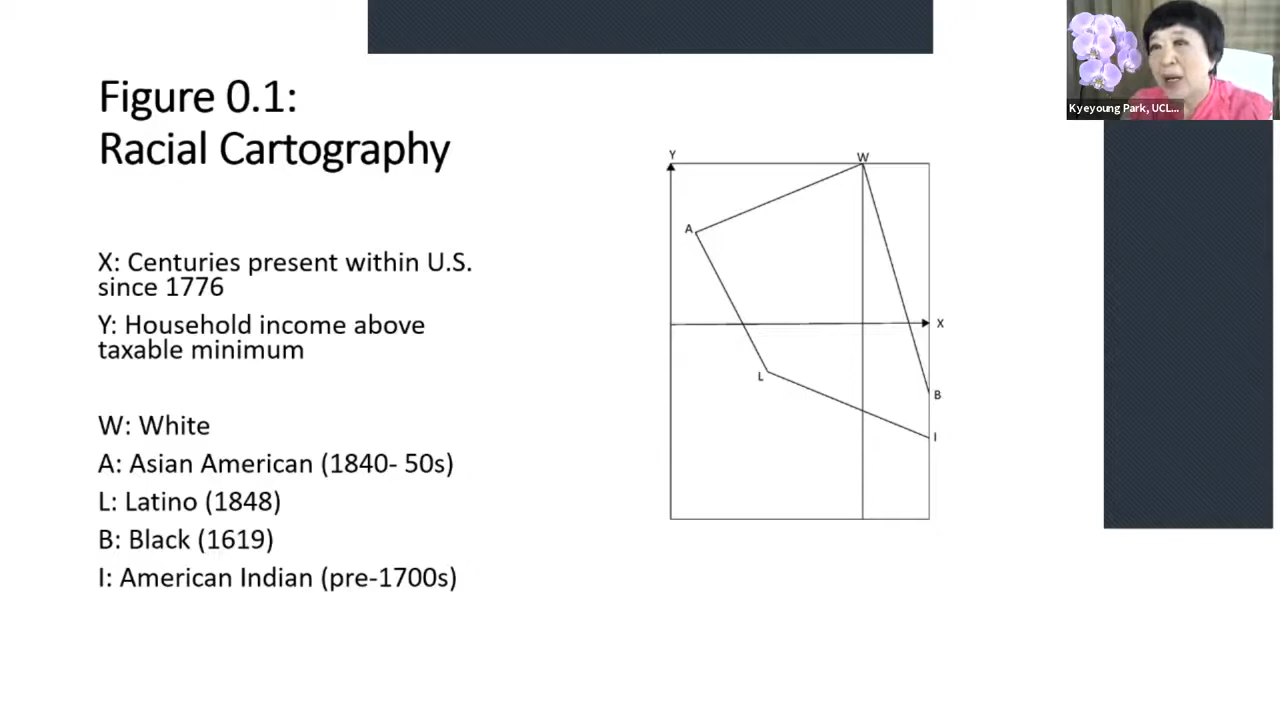 Figure 0.1:
Racial Cartography
X: Centuries present within U.S.
since 1776
Y: Household income above
taxable minimum
W: White
A: Asian American (1840- 50s)
L: Latino (1848)
B: Black (1619)
I: American Indian (pre-1700s)
Y
W
A
X
L
B
I
Kyeyoung Park, UCL...